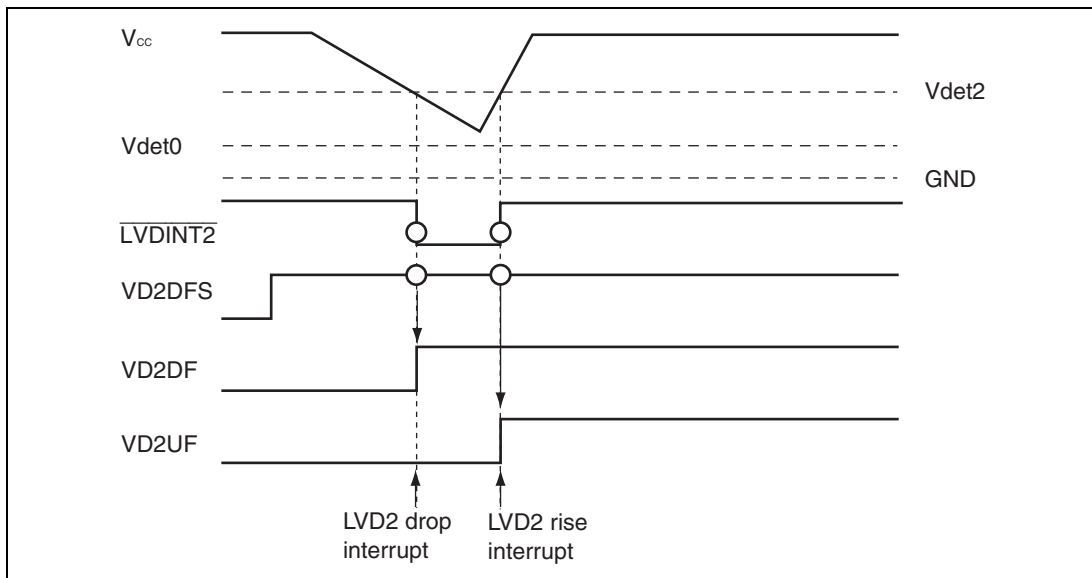 Vcc
Vdet2
Vdet0
GND
LVDINT2
VD2DFS
VD2DF
VD2UF
LVD2 drop
interrupt
LVD2 rise
interrupt